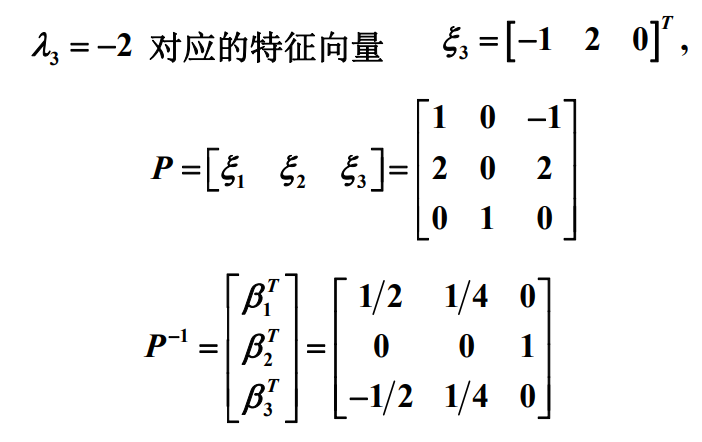 λ₃ = −2 对应的特征向量 ξ₃ = [−1 2 0]ᵀ,
P = [ξ₁ ξ₂ ξ₃] = [1 0 −1
2 0 2
0 1 0]
P⁻¹ = [β₁ᵀ
β₂ᵀ
β₃ᵀ] = [1/2 1/4 0
0 0 1
−1/2 1/4 0]